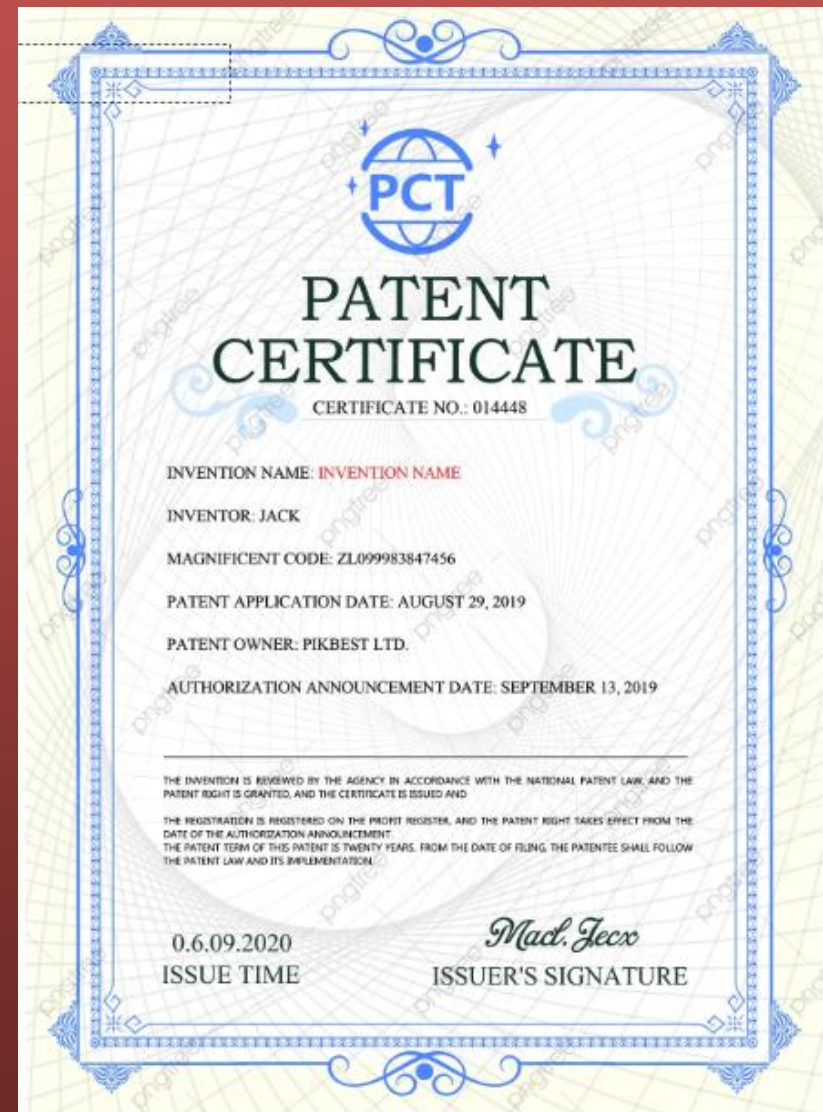 PCT
PATENT
CERTIFICATE
CERTIFICATE NO.: 014448
INVENTION NAME: INVENTION NAME
INVENTOR: JACK
MAGNIFICENT CODE: ZL099983847456
PATENT APPLICATION DATE: AUGUST 29, 2019
PATENT OWNER: PIKBEST LTD.
AUTHORIZATION ANNOUNCEMENT DATE: SEPTEMBER 13, 2019
THE INVENTION IS REVIEWED BY THE AGENCY IN ACCORDANCE WITH THE NATIONAL PATENT LAW, AND THE
PATENT RIGHT IS GRANTED, AND THE CERTIFICATE IS ISSUED AND
THE REGISTRATION IS REGISTERED ON THE PROFIT REGISTER, AND THE PATENT RIGHT TAKES EFFECT FROM THE
DATE OF THE AUTHORIZATION ANNOUNCEMENT.
THE PATENT TERM OF THIS PATENT IS TWENTY YEARS. FROM THE DATE OF FILING, THE PATENTEE SHALL FOLLOW
THE PATENT LAW AND ITS IMPLEMENTATION.
0.6.09.2020
ISSUE TIME
Macl. Jecx
ISSUER'S SIGNATURE
pngtree